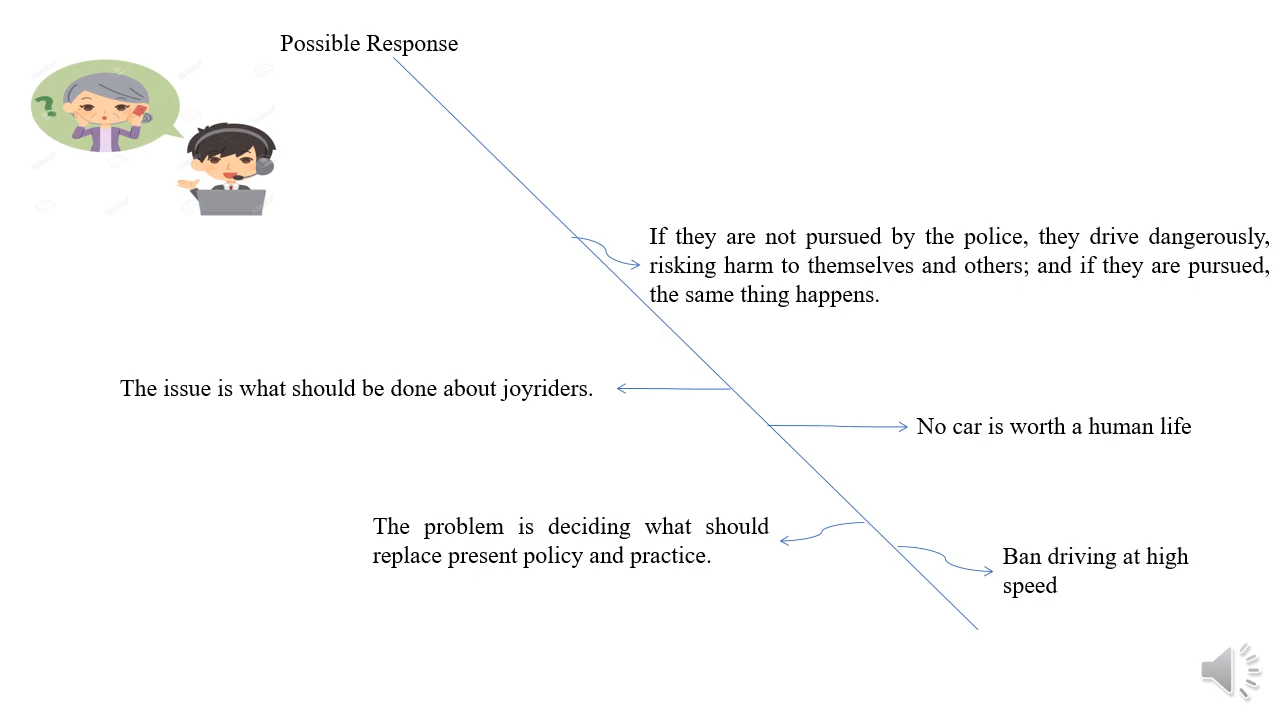 Possible Response
If they are not pursued by the police, they drive dangerously,
risking harm to themselves and others; and if they are pursued,
the same thing happens.
The issue is what should be done about joyriders.
No car is worth a human life
The problem is deciding what should
replace present policy and practice.
Ban driving at high
speed